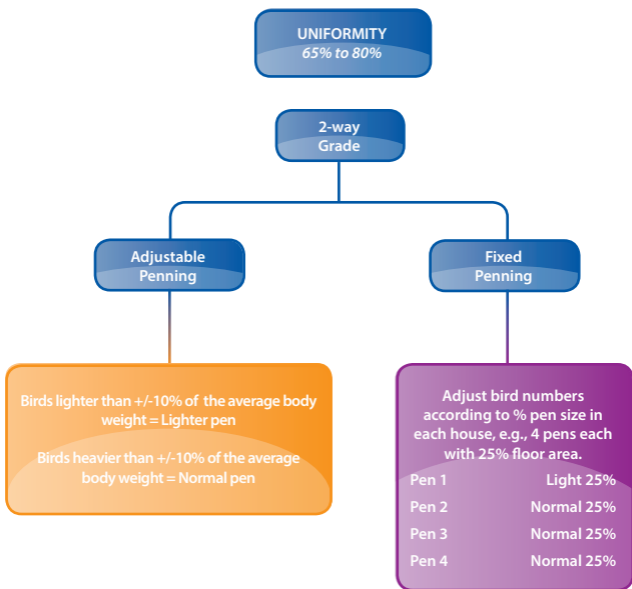 UNIFORMITY
65% to 80%
2-way
Grade
Adjustable
Penning
Fixed
Penning
Birds lighter than +/-10% of the average body
weight = Lighter pen
Birds heavier than +/-10% of the average
body weight = Normal pen
Adjust bird numbers
according to % pen size in
each house, e.g., 4 pens each
with 25% floor area.
Pen 1 Light 25%
Pen 2 Normal 25%
Pen 3 Normal 25%
Pen 4 Normal 25%